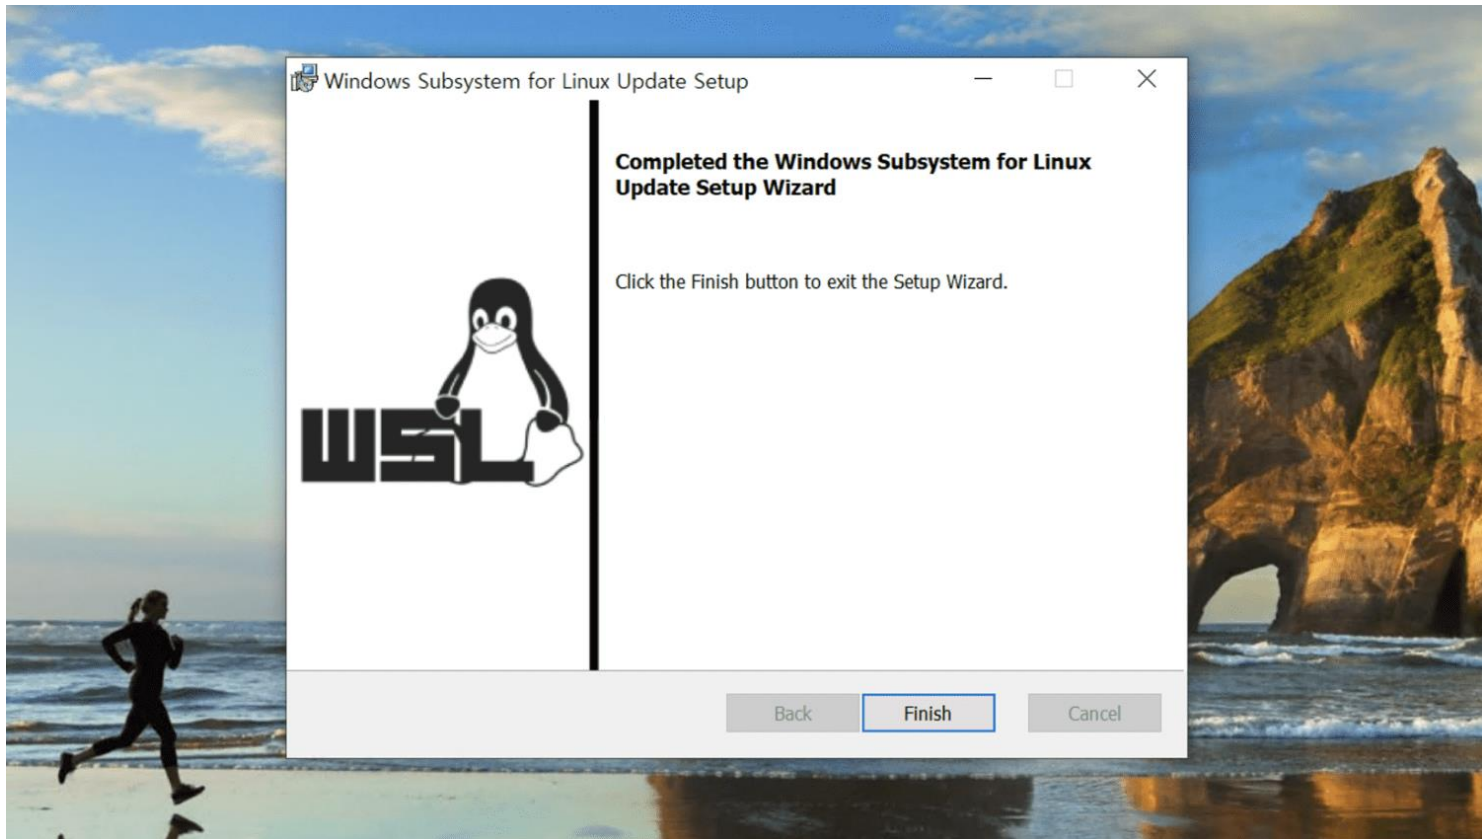 Windows Subsystem for Linux Update Setup
Completed the Windows Subsystem for Linux
Update Setup Wizard
Click the Finish button to exit the Setup Wizard.
WSL
Back
Finish
Cancel